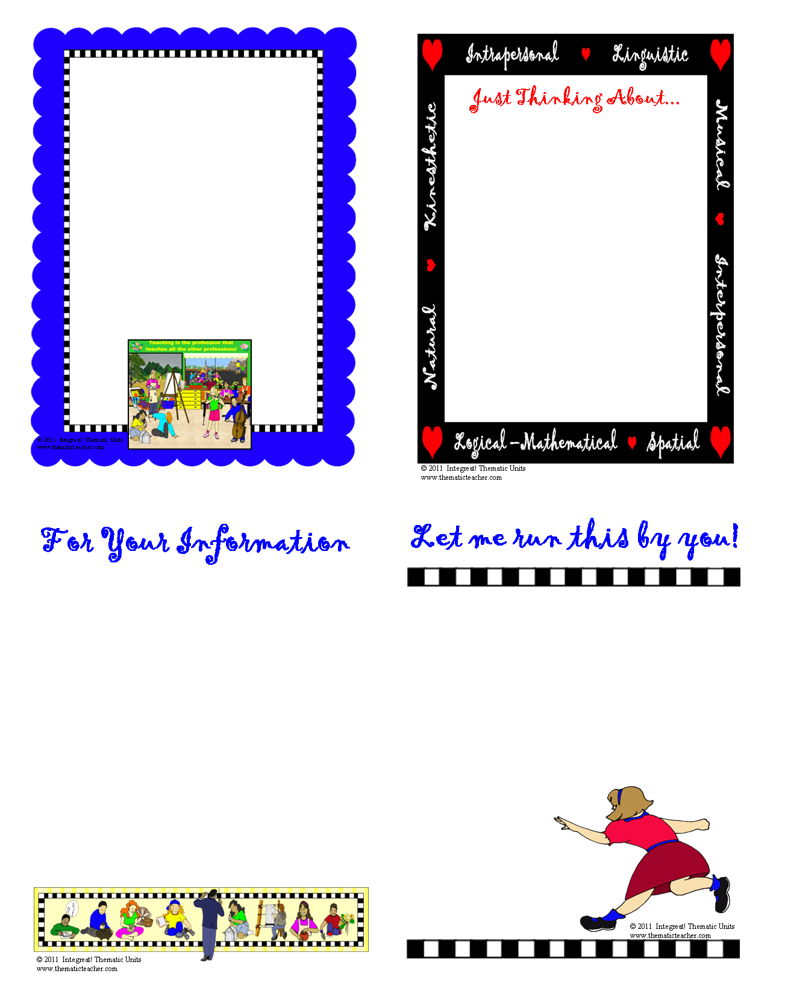 Teaching is the profession that
teaches all the other professions!
© 2011 Integreat! Thematic Units
www.thematicteacher.com
Intrapersonal Linguistic
Just Thinking About...
Musical
Interpersonal
Kinesthetic
Natural
Logical-Mathematical Spatial
© 2011 Integreat! Thematic Units
www.thematicteacher.com
For Your Information
© 2011 Integreat! Thematic Units
www.thematicteacher.com
Let me run this by you!
© 2011 Integreat! Thematic Units
www.thematicteacher.com